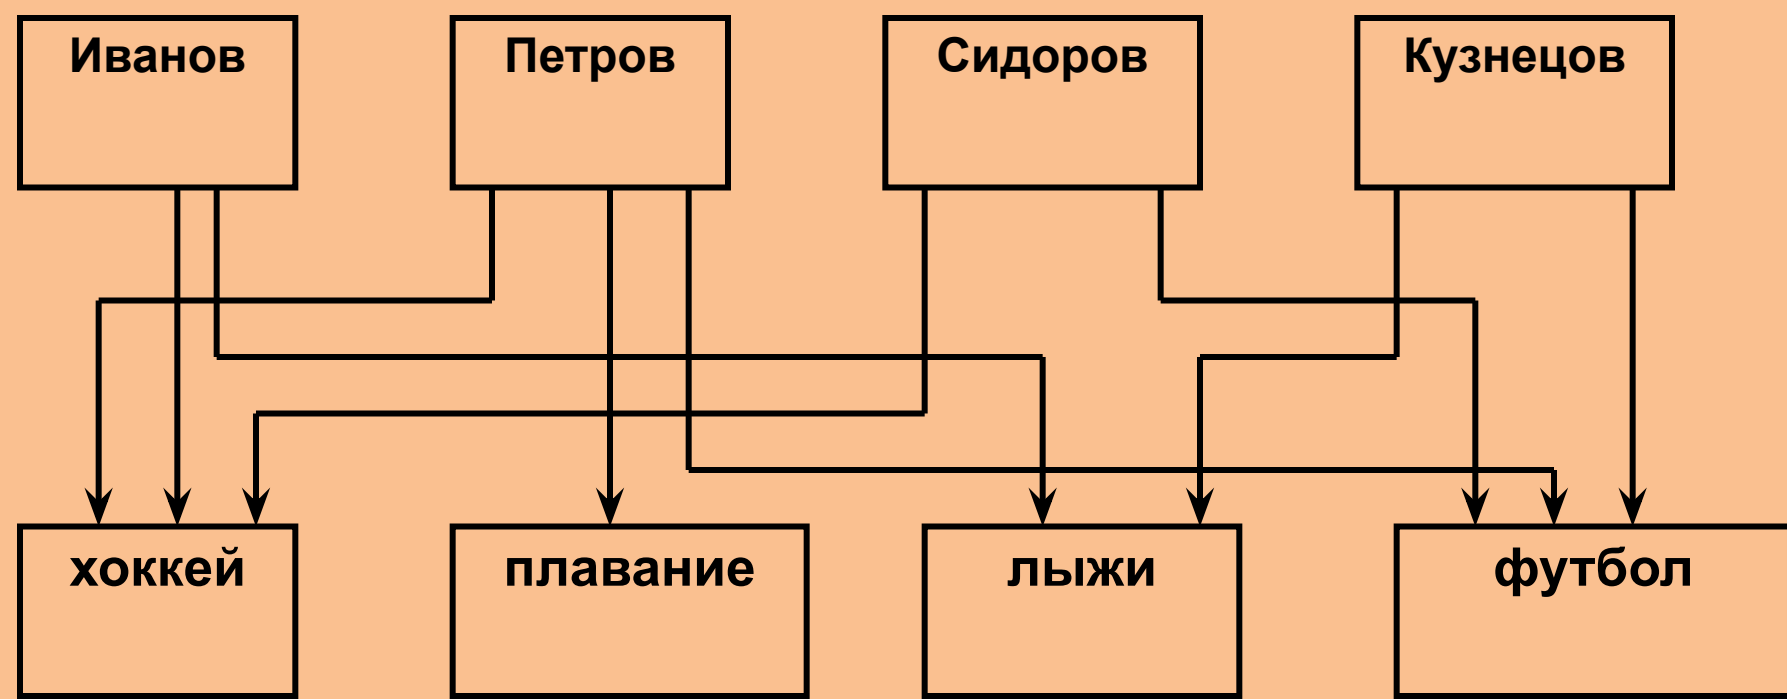 Иванов
Петров
Сидоров
Кузнецов
хоккей
плавание
лыжи
футбол